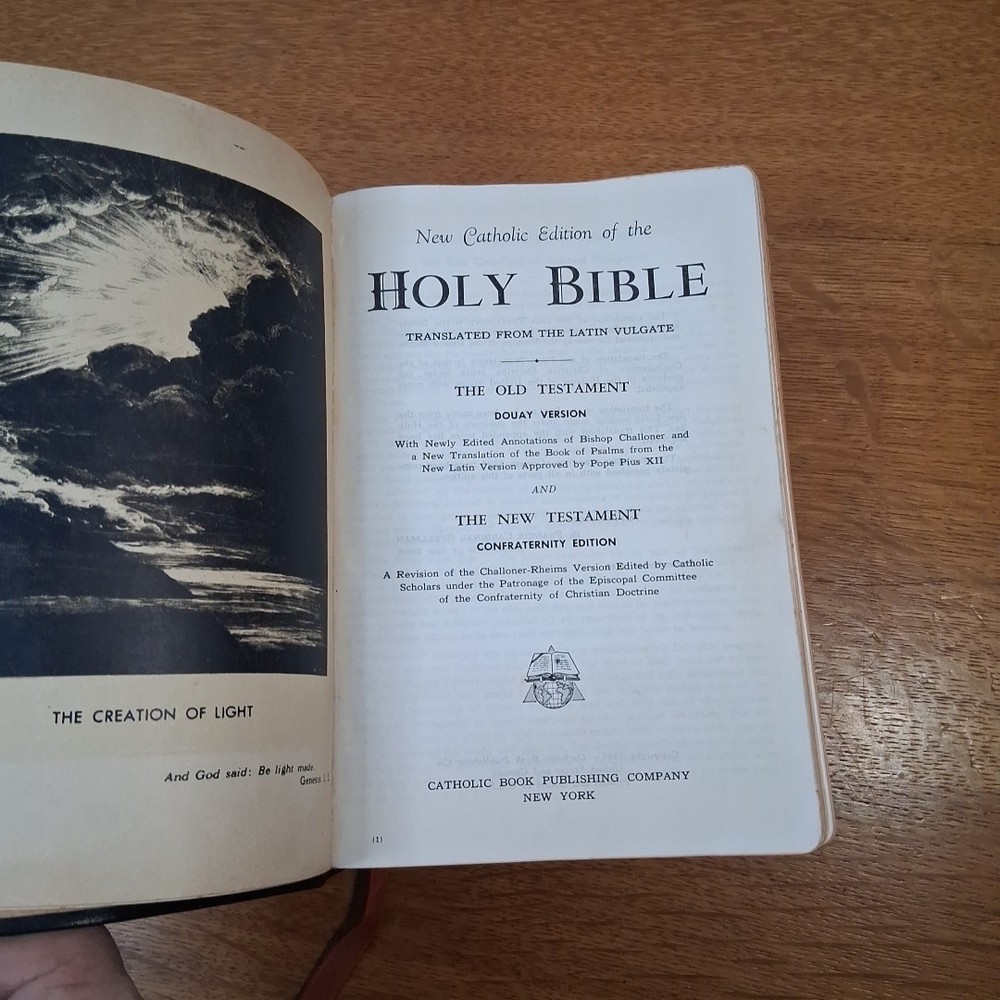 THE CREATION OF LIGHT
And God said: Be light made.
Genesis
New Catholic Edition of the
HOLY BIBLE
TRANSLATED FROM THE LATIN VULGATE
THE OLD TESTAMENT
DOUAY VERSION
With Newly Edited Annotations of Bishop Challoner and
a New Translation of the Book of Psalms from the
New Latin Version Approved by Pope Pius XII
AND
THE NEW TESTAMENT
CONFRATERNITY EDITION
A Revision of the Challoner-Rheims Version Edited by Catholic
Scholars under the Patronage of the Episcopal Committee
of the Confraternity of Christian Doctrine
CATHOLIC BOOK PUBLISHING COMPANY
NEW YORK
(1)